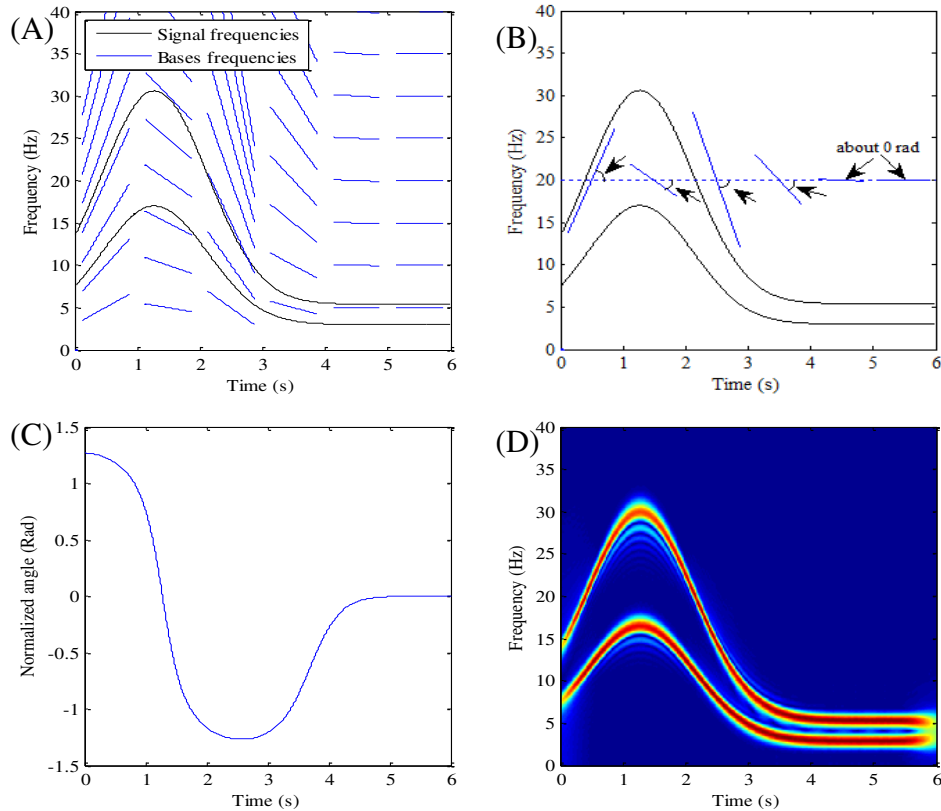 (A)
40
35
30
25
20
15
10
5
0
Frequency (Hz)
Signal frequencies
Bases frequencies
0 1 2 3 4 5 6
Time (s)
(B)
40
35
30
25
20
15
10
5
0
Frequency (Hz)
about 0 rad
0 1 2 3 4 5 6
Time (s)
(C)
1.5
1
0.5
0
-0.5
-1
-1.5
Normalized angle (Rad)
0 1 2 3 4 5 6
Time (s)
(D)
40
35
30
25
20
15
10
5
0
Frequency (Hz)
0 1 2 3 4 5 6
Time (s)